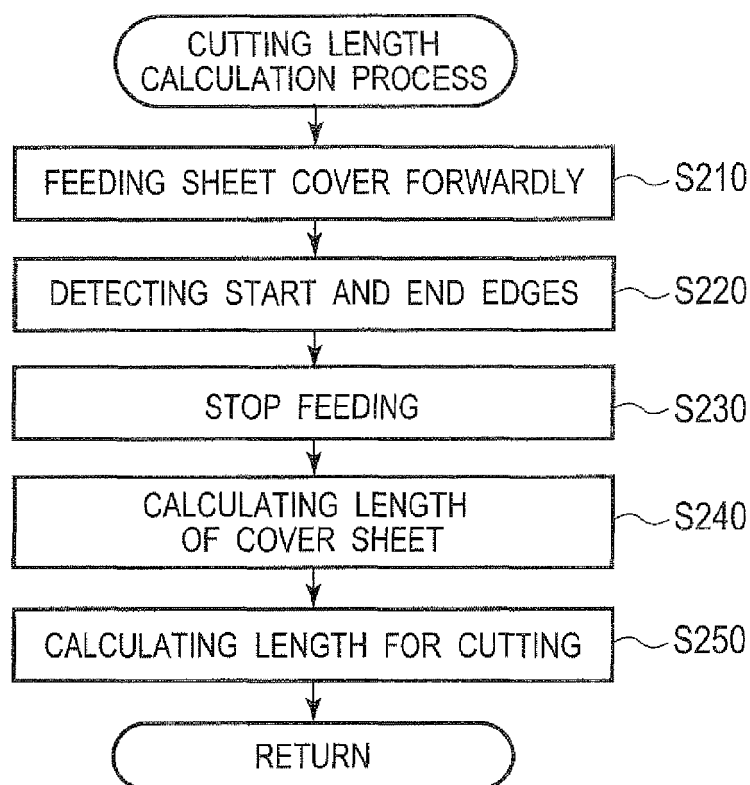 CUTTING LENGTH
CALCULATION PROCESS
FEEDING SHEET COVER FORWARDLY
S210
DETECTING START AND END EDGES
S220
STOP FEEDING
S230
CALCULATING LENGTH
OF COVER SHEET
S240
CALCULATING LENGTH FOR CUTTING
S250
RETURN